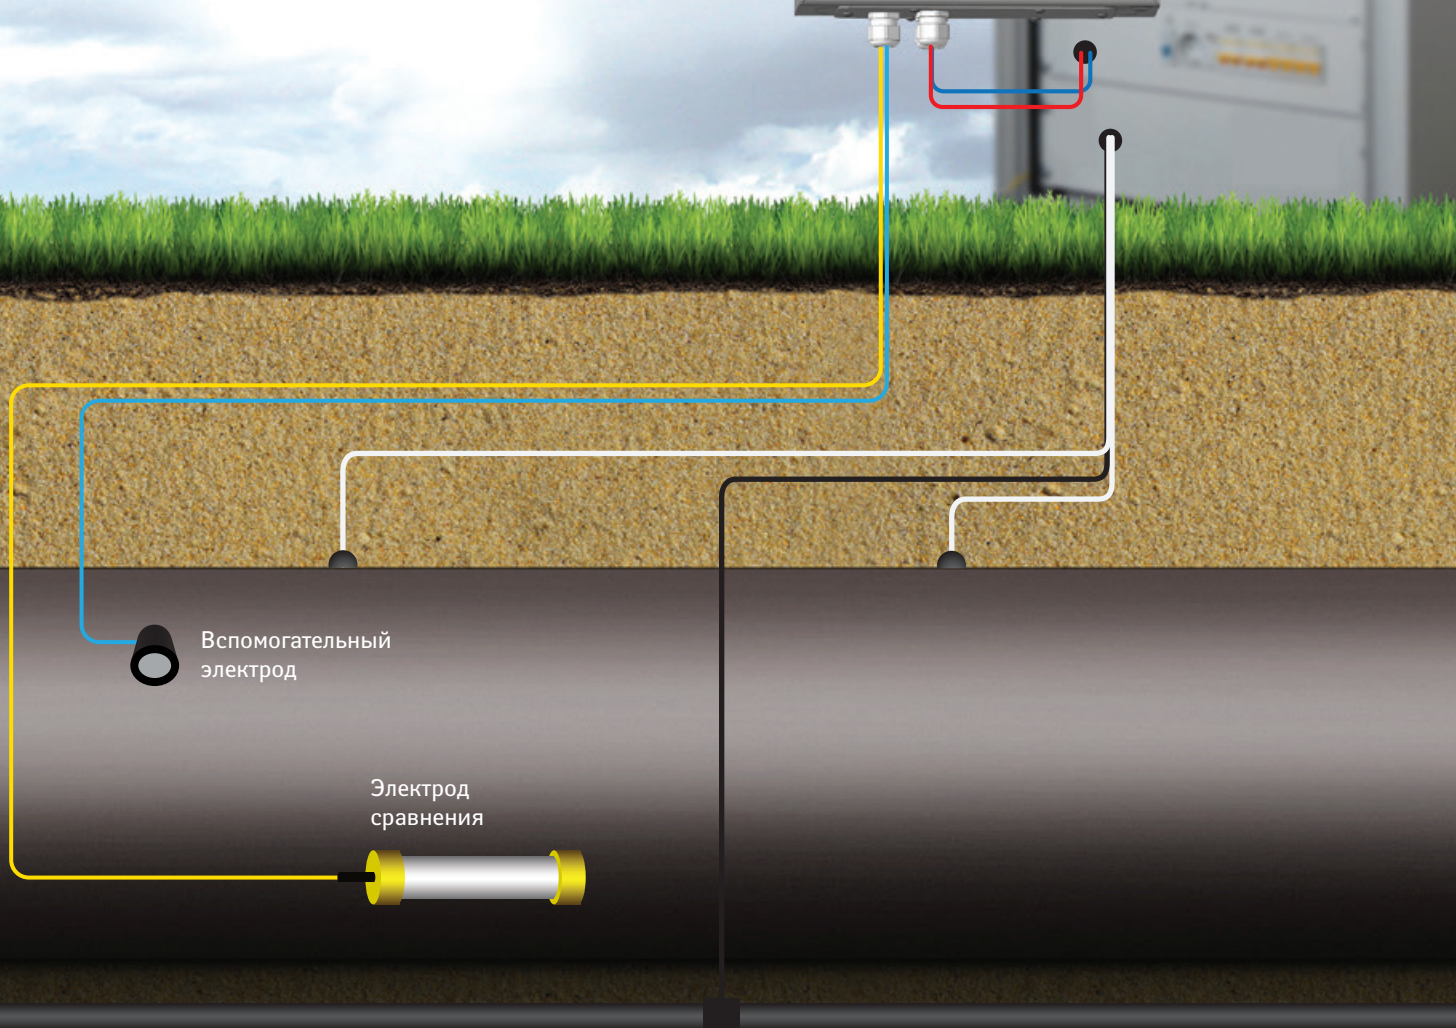 Вспомогательный
электрод
Электрод
сравнения